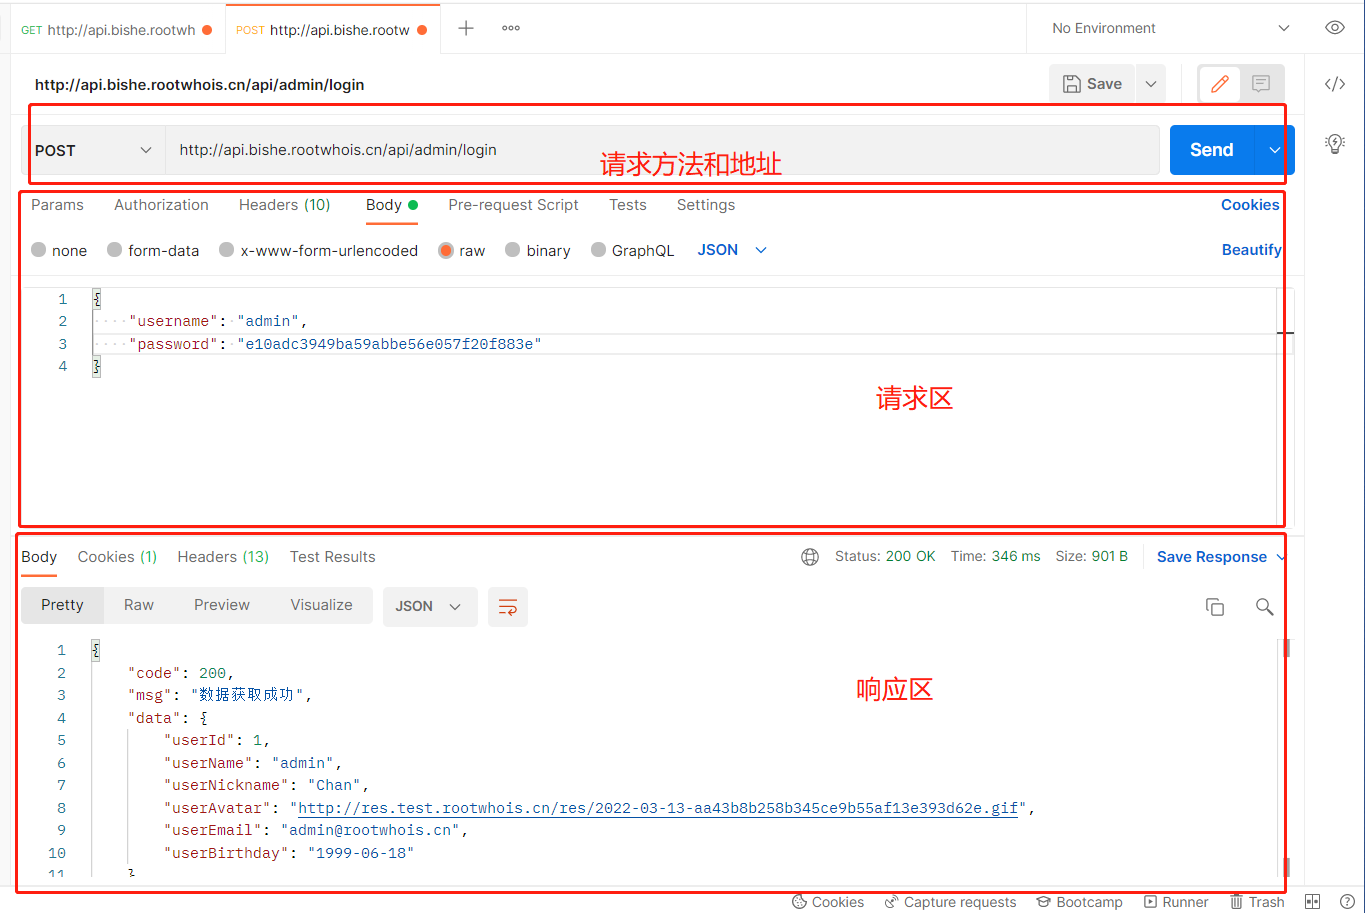 GET http://api.bishe.rootwh POST http://api.bishe.rootw No Environment
http://api.bishe.rootwhois.cn/api/admin/login Save
POST http://api.bishe.rootwhois.cn/api/admin/login Send
请求方法和地址
Params Authorization Headers (10) Body Pre-request Script Tests Settings Cookies
none form-data x-www-form-urlencoded raw binary GraphQL JSON Beautify
1 {
2 "username": "admin",
3 "password": "e10adc3949ba59abbe56e057f20f883e"
4 }
请求区
Body Cookies (1) Headers (13) Test Results Status: 200 OK Time: 346 ms Size: 901 B Save Response
Pretty Raw Preview Visualize JSON
1 {
2 "code": 200,
3 "msg": "数据获取成功",
响应区
4 "data": {
5 "userId": 1,
6 "userName": "admin",
7 "userNickname": "Chan",
8 "userAvatar": "http://res.test.rootwhois.cn/res/2022-03-13-aa43b8b258b345ce9b55af13e393d62e.gif",
9 "userEmail": "admin@rootwhois.cn",
10 "userBirthday": "1999-06-18"
11 }
Cookies Capture requests Bootcamp Runner Trash